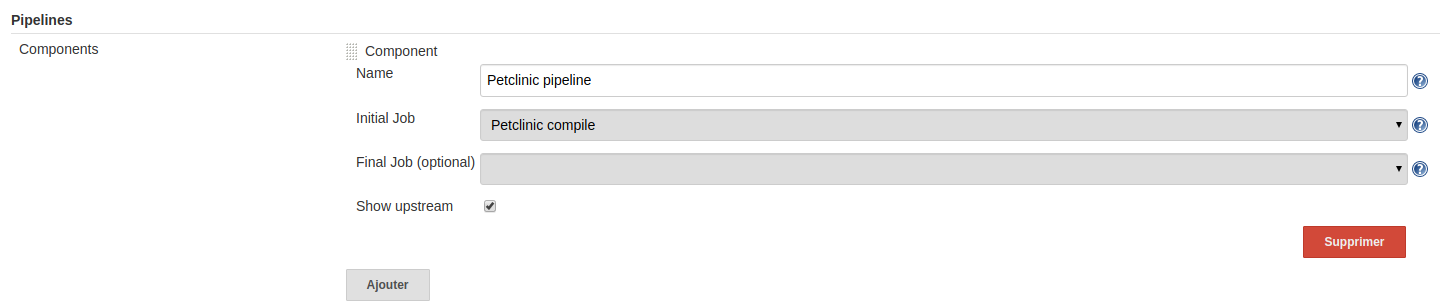 Pipelines
Components
Component
Name
Petclinic pipeline
Initial Job
Petclinic compile
Final Job (optional)
Show upstream
Supprimer
Ajouter